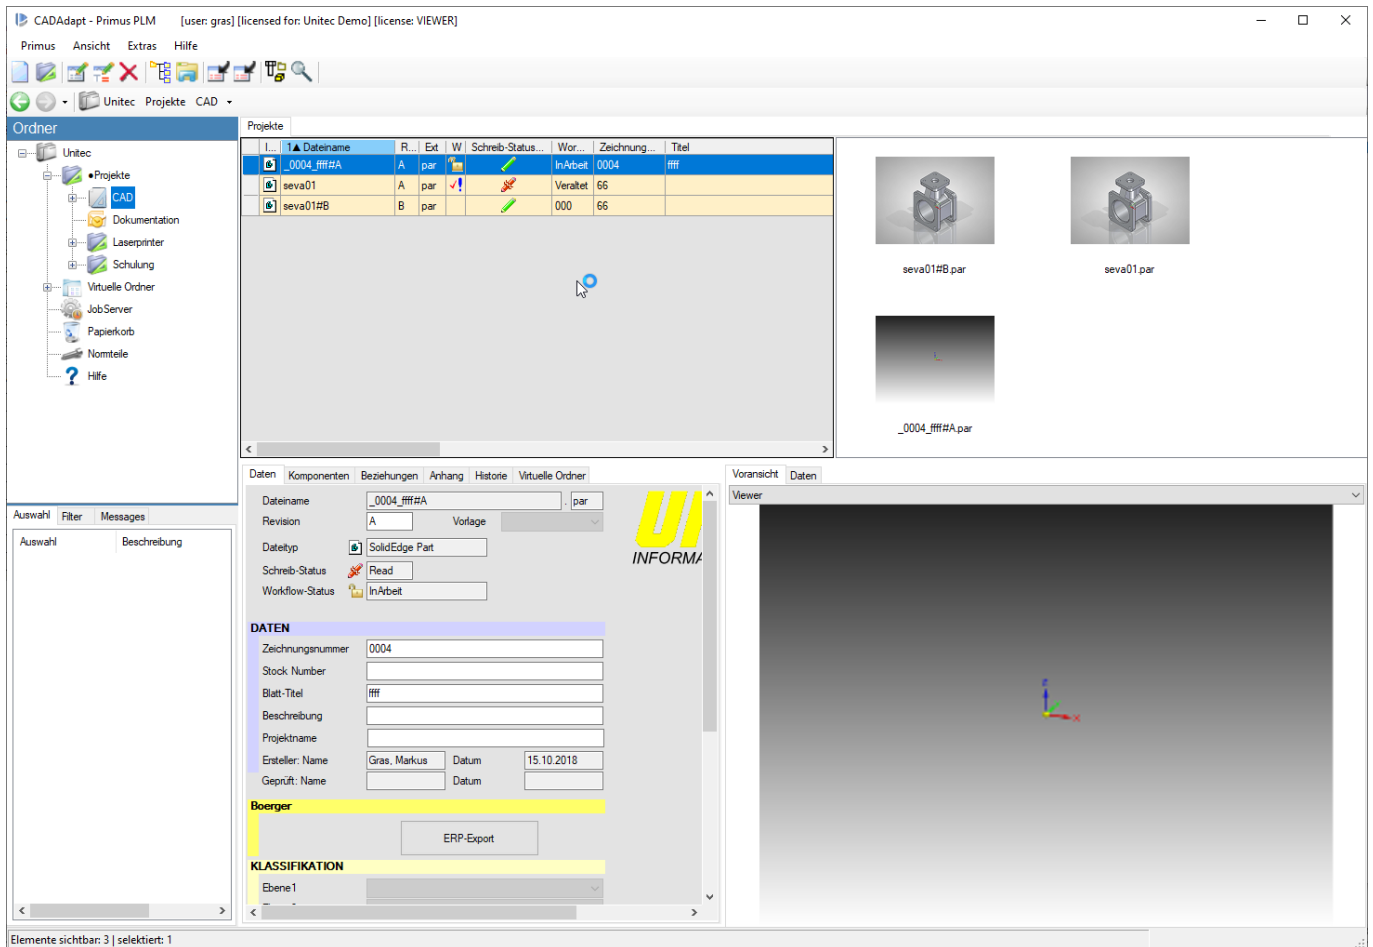 CADAdapt - Primus PLM [user: gras] [licensed for: Unitec Demo] [license: VIEWER]
Primus Ansicht Extras Hilfe
Unitec Projekte CAD
Ordner
Unitec
●Projekte
CAD
Dokumentation
Laserprinter
Schulung
Virtuelle Ordner
JobServer
Papierkorb
Normteile
Hilfe
Projekte
I... 1▲ Dateiname R... Ext W Schreib-Status... Wor... Zeichnung... Titel
_0004_ffff#A A par InArbeit 0004 ffff
seva01 A par Veraltet 66
seva01#B B par 000 66
seva01#B.par seva01.par
_0004_ffff#A.par
Auswahl Filter Messages
Auswahl Beschreibung
Daten Komponenten Beziehungen Anhang Historie Virtuelle Ordner
Dateiname _0004_ffff#A . par
Revision A Vorlage
Dateityp SolidEdge Part
Schreib-Status Read
Workflow-Status InArbeit
INFORMA
DATEN
Zeichnungsnummer 0004
Stock Number
Blatt-Titel ffff
Beschreibung
Projektname
Ersteller: Name Gras, Markus Datum 15.10.2018
Geprüft: Name Datum
Boerger
ERP-Export
KLASSIFIKATION
Ebene1
Voransicht Daten
Viewer
Z
X
Elemente sichtbar: 3 | selektiert: 1